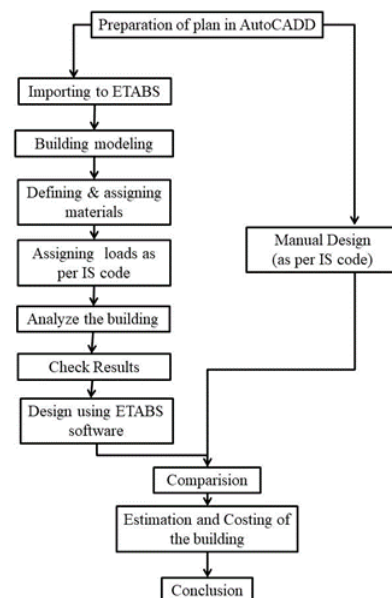 Preparation of plan in AutoCADD
Importing to ETABS
Building modeling
Defining & assigning
materials
Assigning loads as
per IS code
Analyze the building
Check Results
Design using ETABS
software
Manual Design
(as per IS code)
Comparision
Estimation and Costing of
the building
Conclusion